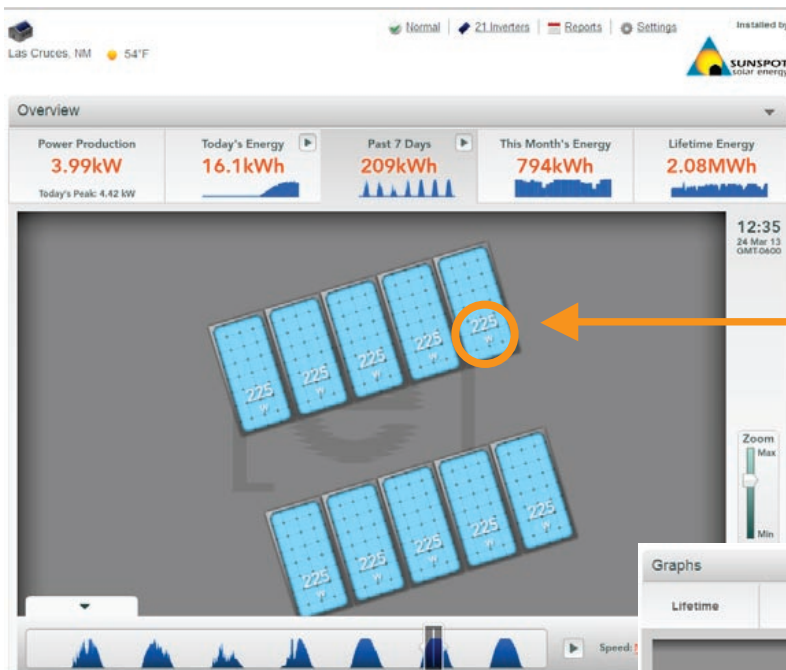 Normal 21 Inverters Reports Settings Installed by
Las Cruces, NM 54°F
SUNSPOT
solar energy
Overview
Power Production Today's Energy Past 7 Days This Month's Energy Lifetime Energy
3.99kW 16.1kWh 209kWh 794kWh 2.08MWh
Today's Peak: 4.42 kW
12:35
24 Mar 13
GMT-0600
225
W
225
W
225
W
225
W
225
W
Zoom
Max
Min
225
W
225
W
225
W
225
W
225
W
Graphs
Lifetime
Speed: